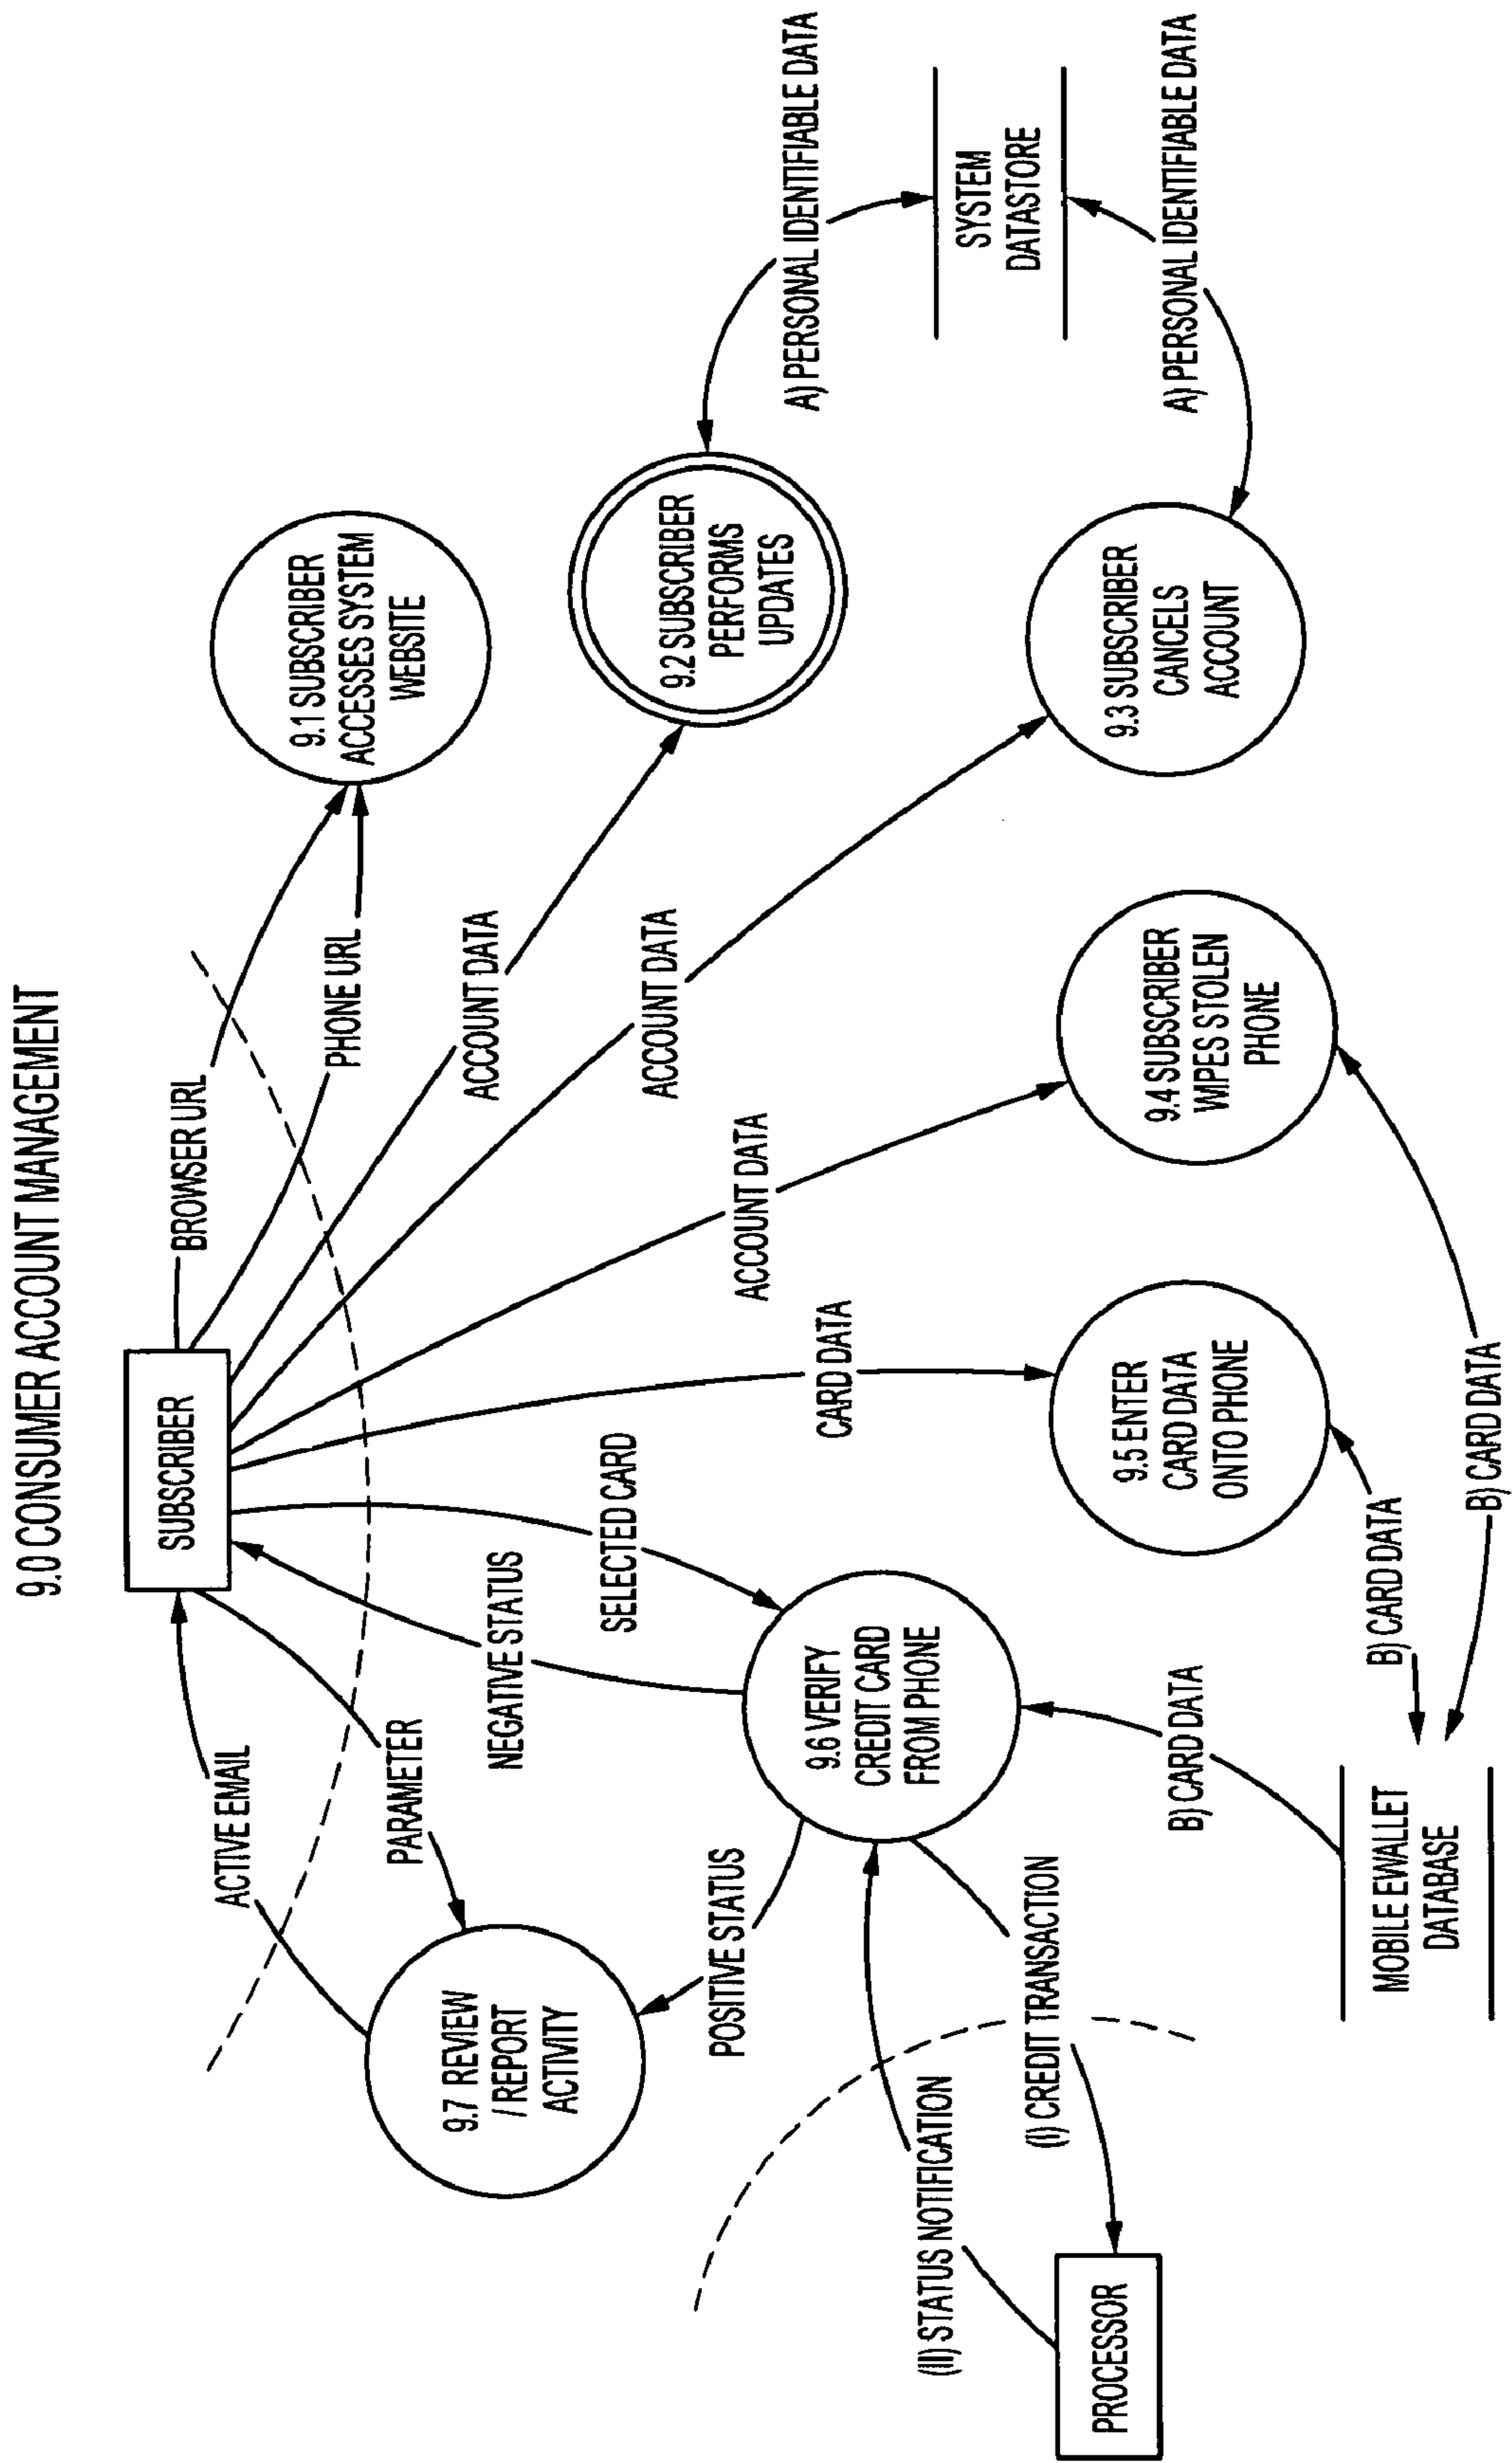 9.0 CONSUMER ACCOUNT MANAGEMENT
SUBSCRIBER
ACTIVE EMAIL
BROWSER URL
PARAMETER
PHONE URL
9.1 SUBSCRIBER
ACCESSES SYSTEM
WEBSITE
9.7 REVIEW
/ REPORT
ACTIVITY
NEGATIVE STATUS
SELECTED CARD
ACCOUNT DATA
ACCOUNT DATA
ACCOUNT DATA
CARD DATA
9.2 SUBSCRIBER
PERFORMS
UPDATES
A) PERSONAL IDENTIFIABLE DATA
POSITIVE STATUS
9.6 VERIFY
CREDIT CARD
FROM PHONE
SYSTEM
DATASTORE
(II) STATUS NOTIFICATION
(I) CREDIT TRANSACTION
PROCESSOR
9.5 ENTER
CARD DATA
ONTO PHONE
9.4 SUBSCRIBER
WIPES STOLEN
PHONE
9.3 SUBSCRIBER
CANCELS
ACCOUNT
A) PERSONAL IDENTIFIABLE DATA
B) CARD DATA
B) CARD DATA
B) CARD DATA
MOBILE EWALLET
DATABASE